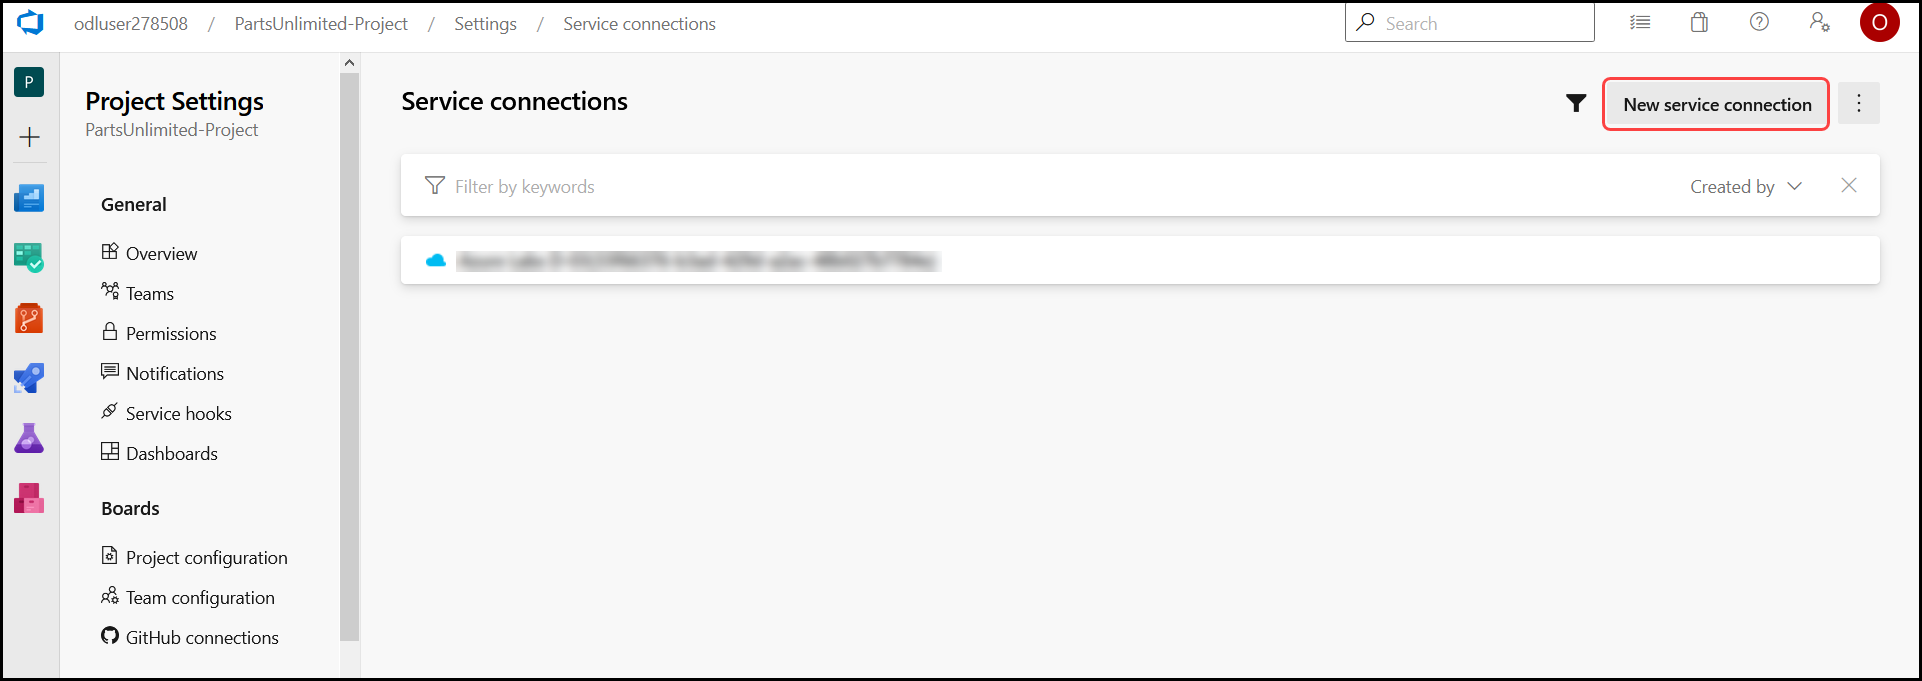 odluser278508 / PartsUnlimited-Project / Settings / Service connections
Search
O
P
Project Settings
PartsUnlimited-Project
General
Overview
Teams
Permissions
Notifications
Service hooks
Dashboards
Boards
Project configuration
Team configuration
GitHub connections
Service connections
New service connection
Filter by keywords
Created by